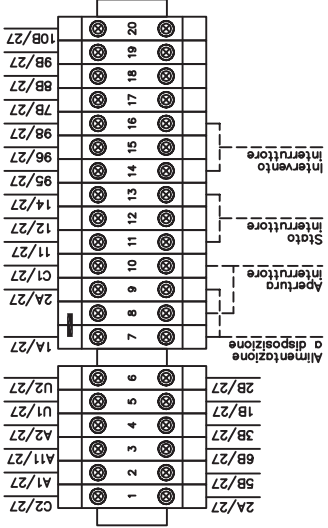 2A/27 1 C2/27
5B/27 2 A1/27
6B/27 3 A11/27
3B/27 4 A2/27
1B/27 5 U1/27
2B/27 6 U2/27
Alimentazione
a disposizione
7 1A/27
8
Apertura
interruttore
9 2A/27
10 C1/27
Stato
interruttore
11 11/27
12 12/27
13 14/27
Intervento
interruttore
14 95/27
15 96/27
16 98/27
17 7B/27
18 8B/27
19 9B/27
20 10B/27